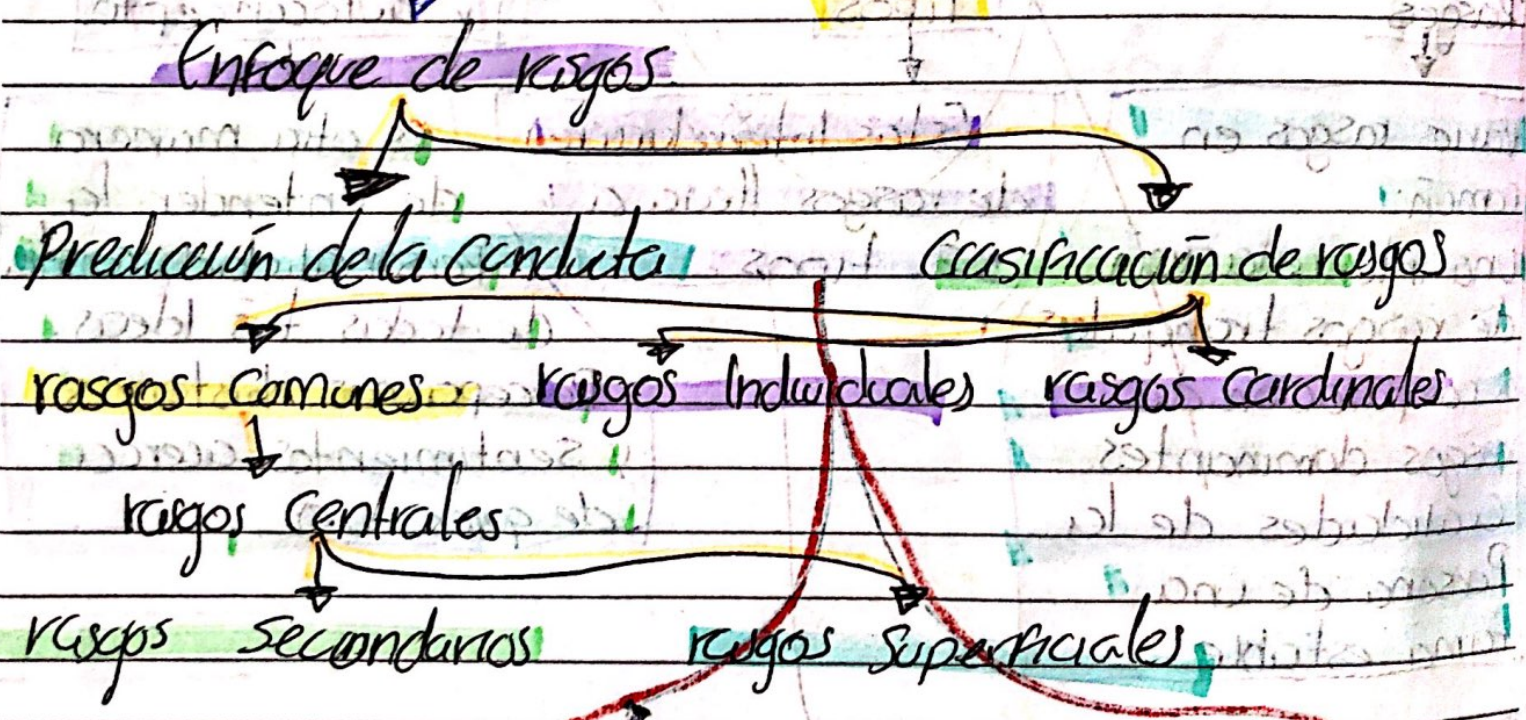 Enfoque de rasgos
Predicción de la Conducta
Clasificación de rasgos
rasgos Comunes
rasgos Individuales
rasgos Cardinales
rasgos Centrales
rasgos Secundarios
rasgos Superficiales